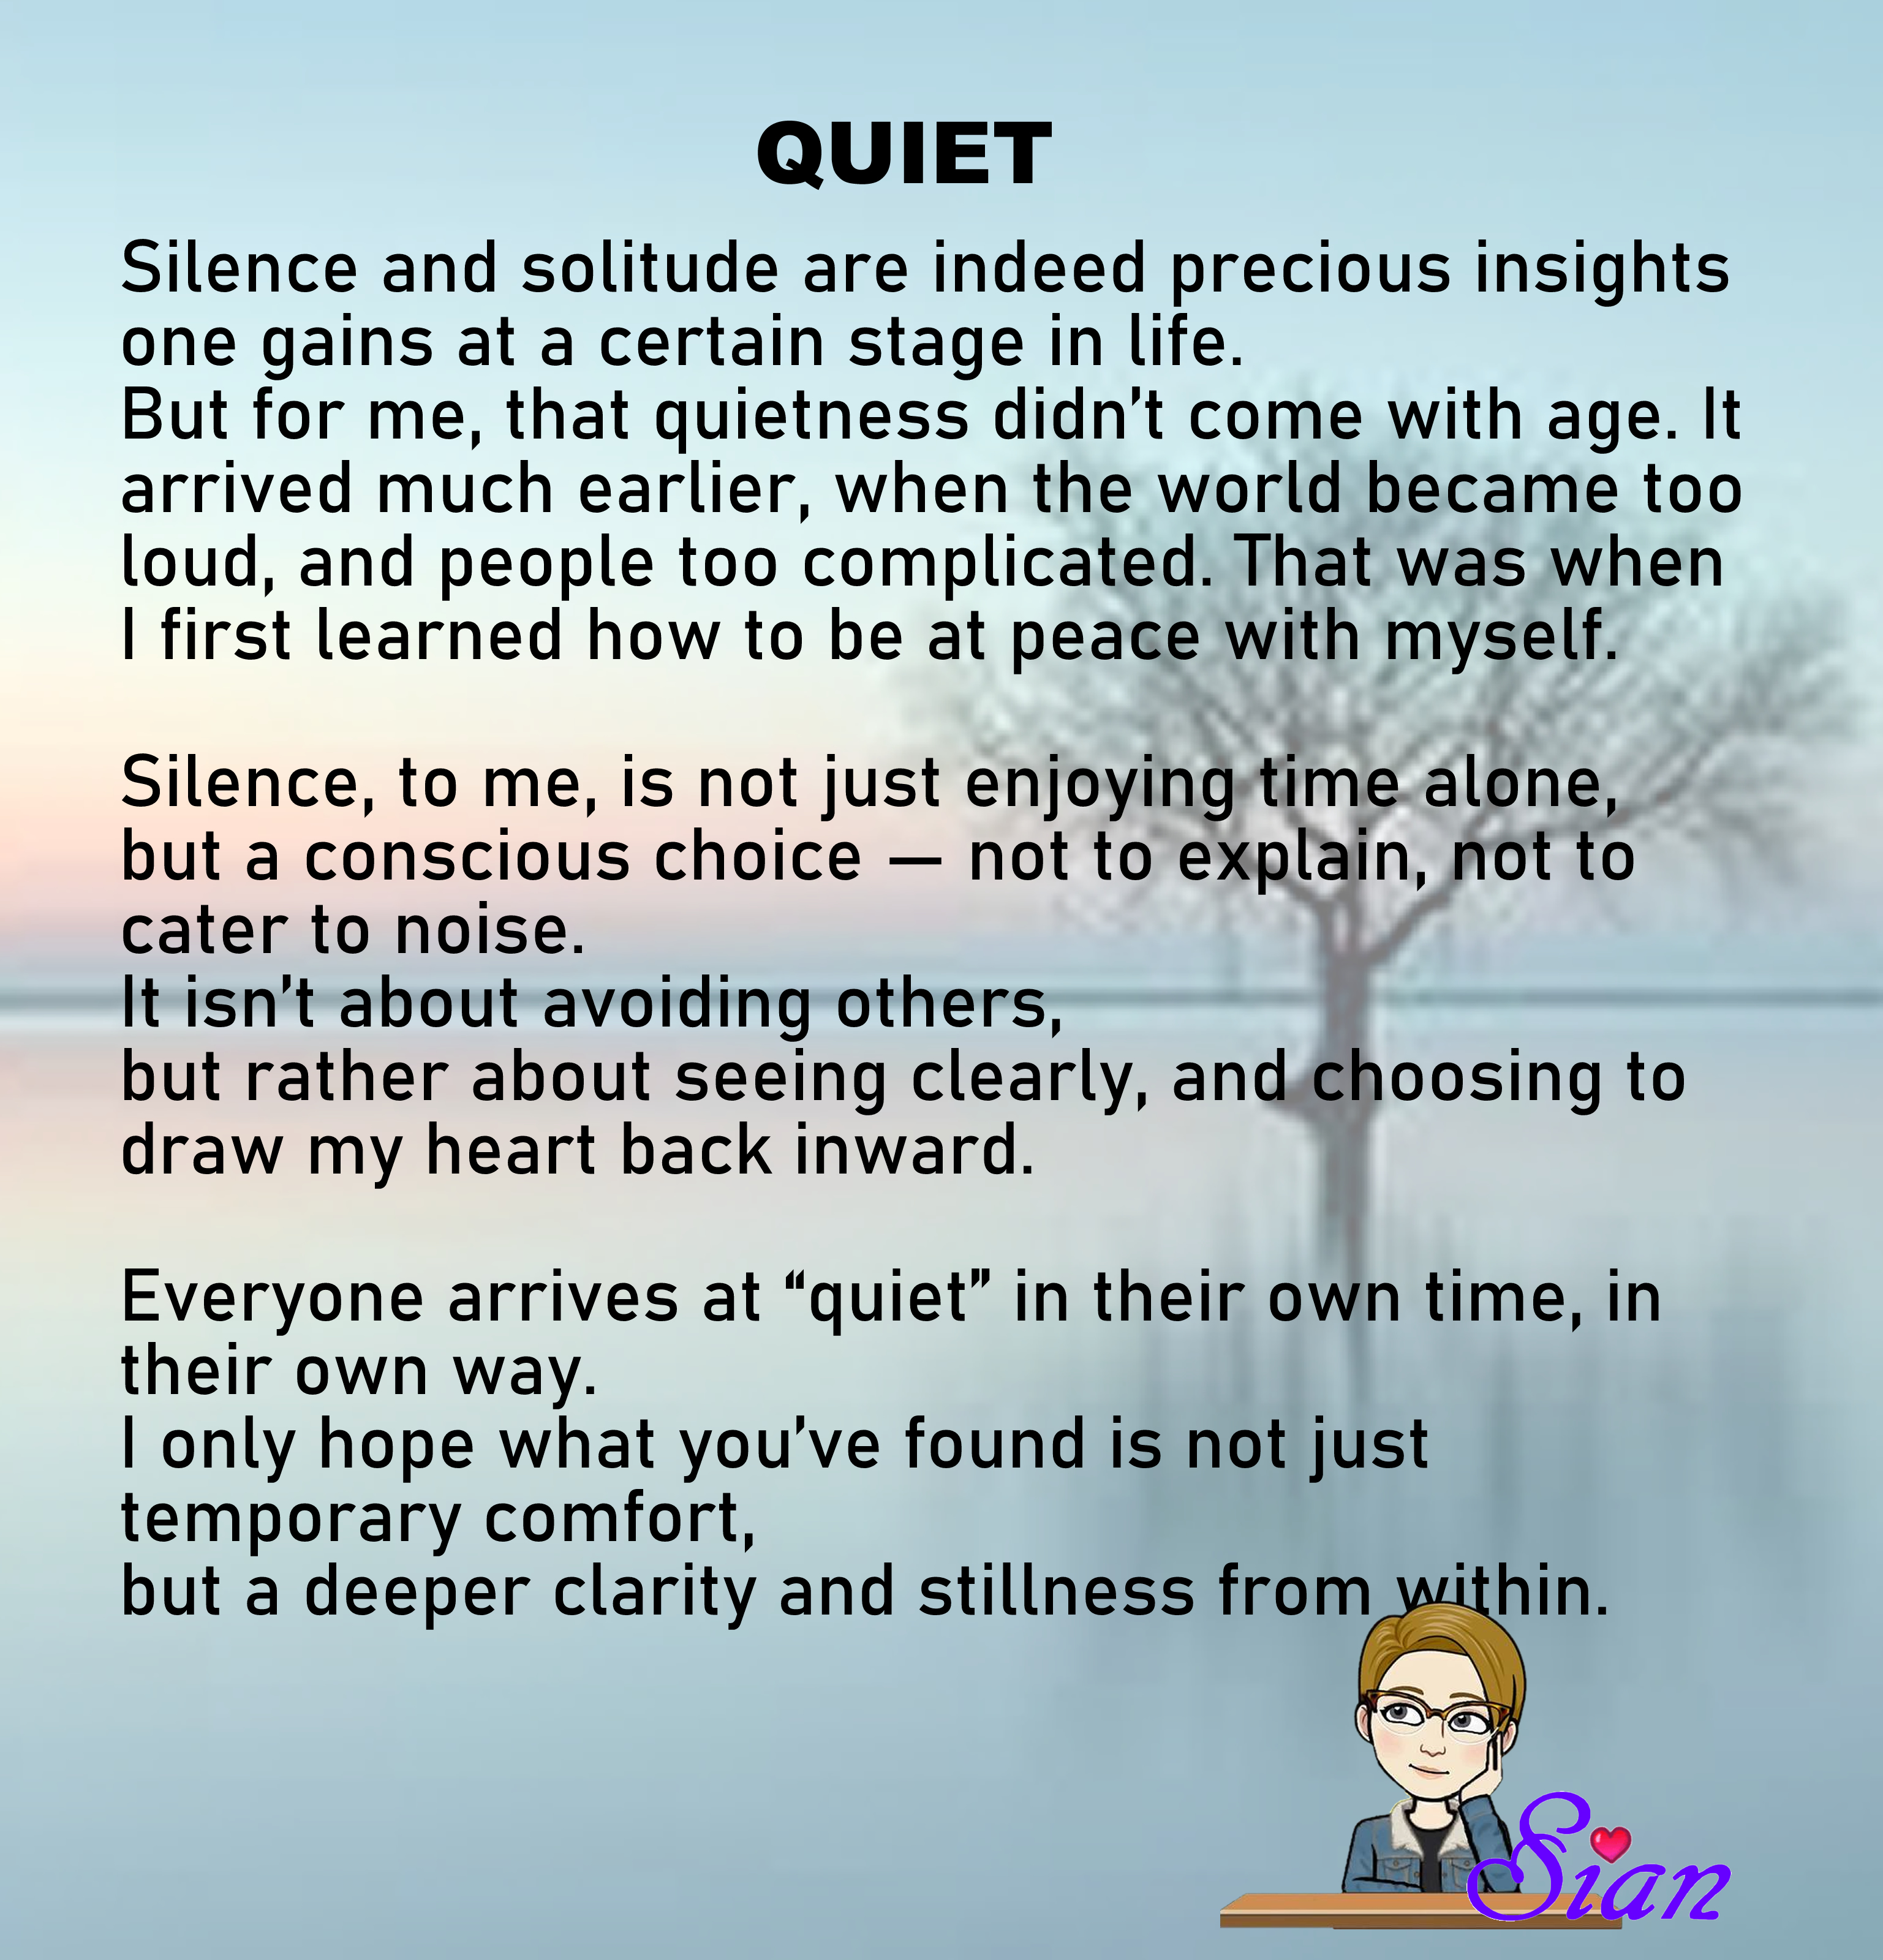 QUIET
Silence and solitude are indeed precious insights
one gains at a certain stage in life.
But for me, that quietness didn’t come with age. It
arrived much earlier, when the world became too
loud, and people too complicated. That was when
I first learned how to be at peace with myself.
Silence, to me, is not just enjoying time alone,
but a conscious choice — not to explain, not to
cater to noise.
It isn’t about avoiding others,
but rather about seeing clearly, and choosing to
draw my heart back inward.
Everyone arrives at “quiet” in their own time, in
their own way.
I only hope what you’ve found is not just
temporary comfort,
but a deeper clarity and stillness from within.
Sian